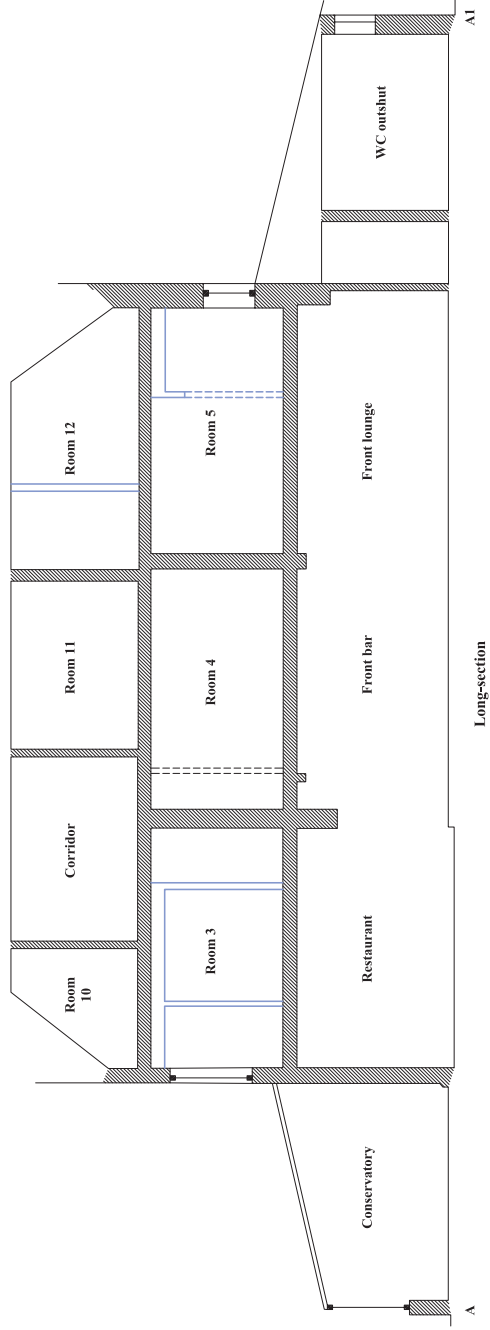 Room
10
Corridor
Room 11
Room 12
Room 3
Room 4
Room 5
Conservatory
Restaurant
Front bar
Front lounge
WC outshut
A
Long-section
A1